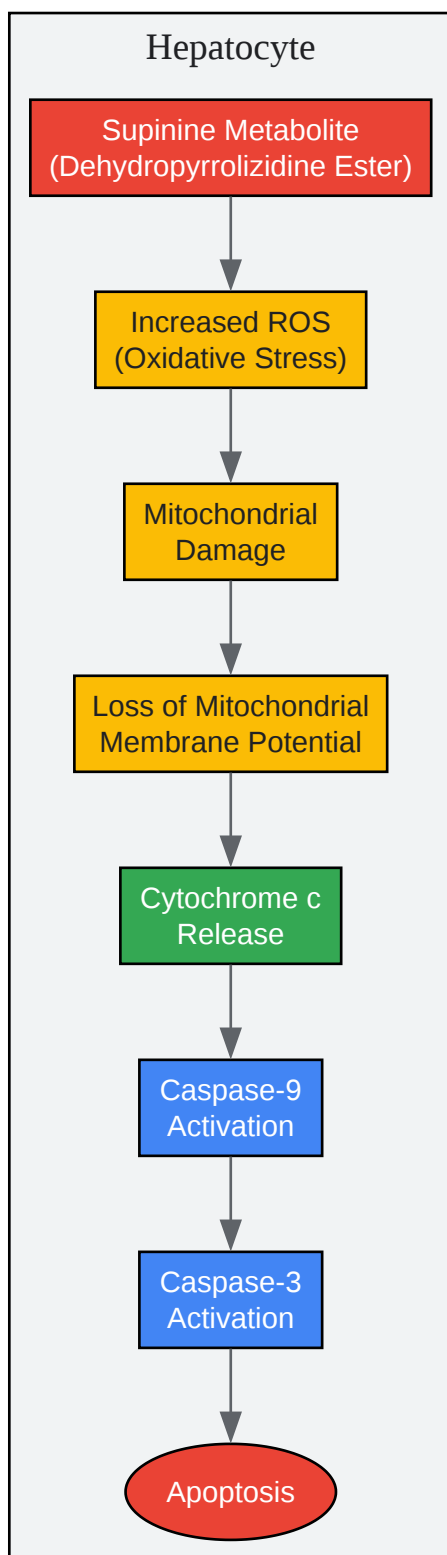 Hepatocyte
Supinine Metabolite
(Dehydropyrrolizidine Ester)
Increased ROS
(Oxidative Stress)
Mitochondrial
Damage
Loss of Mitochondrial
Membrane Potential
Cytochrome c
Release
Caspase-9
Activation
Caspase-3
Activation
Apoptosis